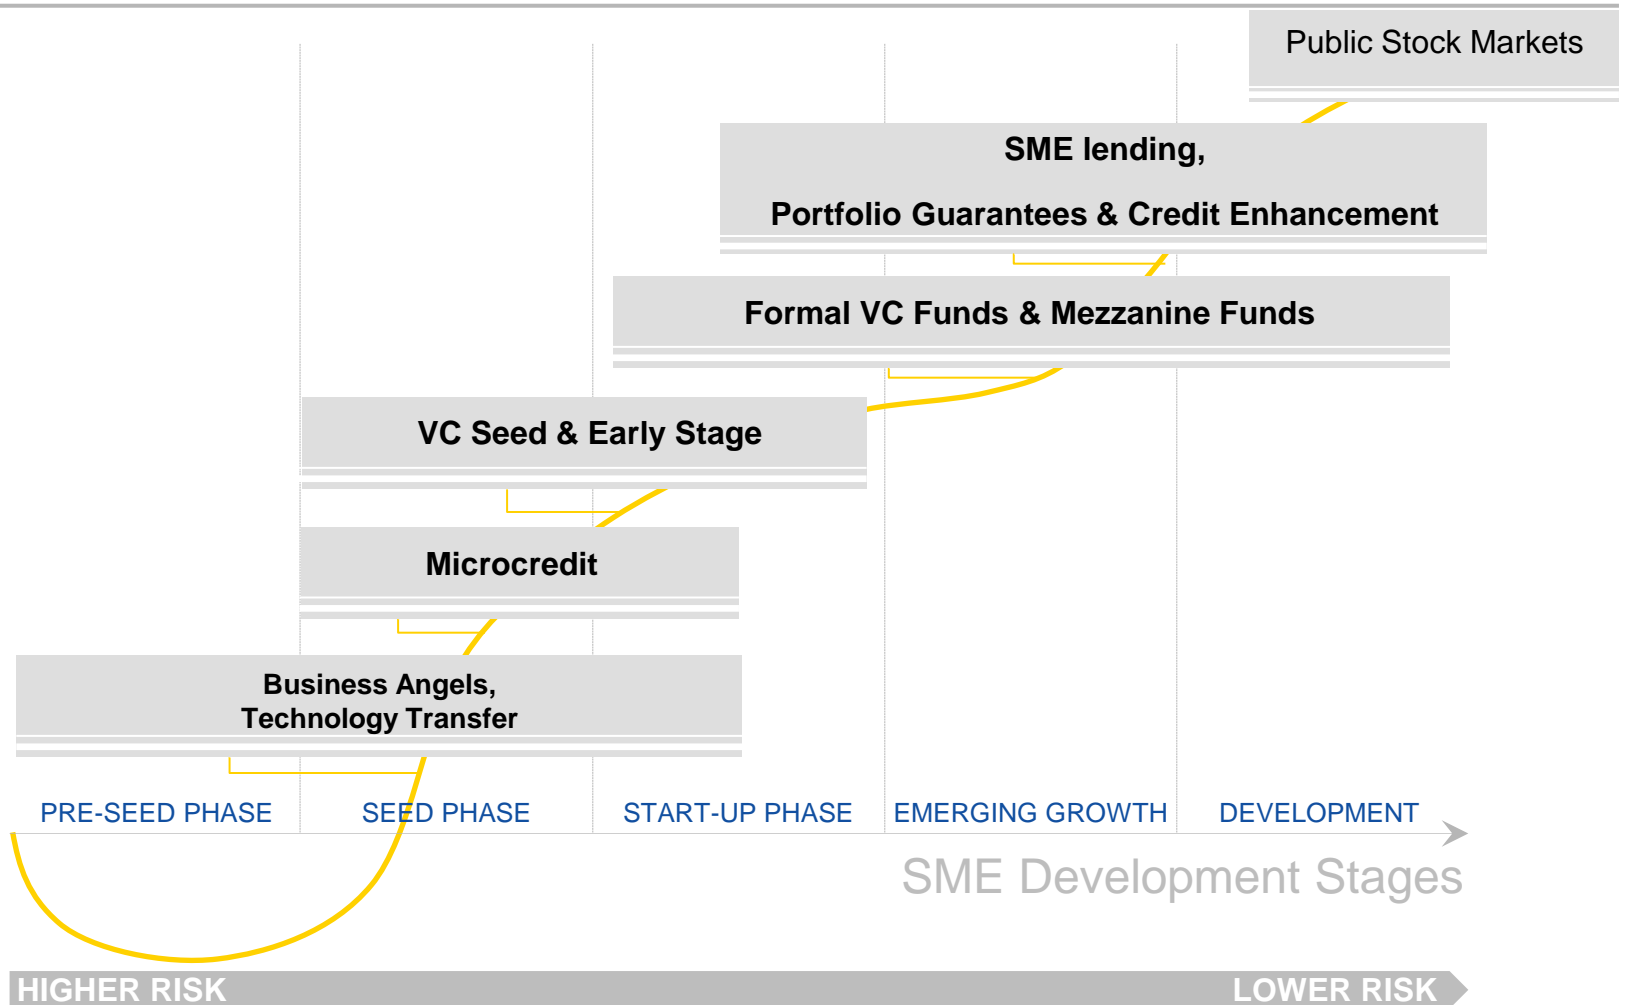 Public Stock Markets
SME lending,
Portfolio Guarantees & Credit Enhancement
Formal VC Funds & Mezzanine Funds
VC Seed & Early Stage
Microcredit
Business Angels,
Technology Transfer
PRE-SEED PHASE SEED PHASE START-UP PHASE EMERGING GROWTH DEVELOPMENT
SME Development Stages
HIGHER RISK LOWER RISK